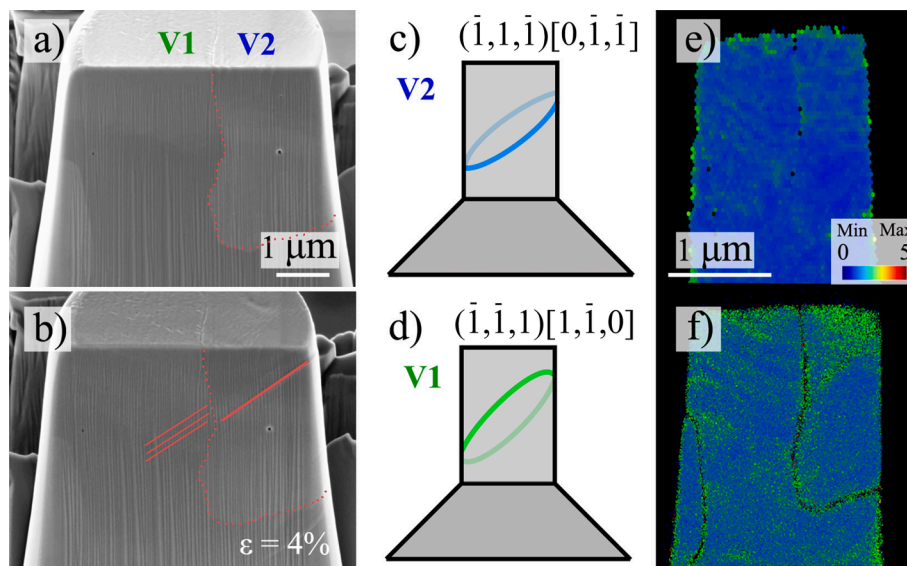 a)
V1
V2
1 μm
b)
ε = 4%
c)
(1̄,1,1̄)[0,1̄,1̄]
V2
d)
(1̄,1̄,1)[1,1̄,0]
V1
e)
Min Max
0 5
1 μm
f)